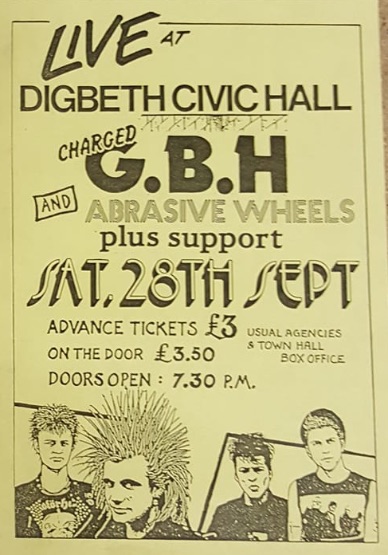 LIVE AT
DIGBETH CIVIC HALL
CHARGED
G.B.H
AND ABRASIVE WHEELS
plus support
SAT. 28TH SEPT
ADVANCE TICKETS £3 USUAL AGENCIES
& TOWN HALL
BOX OFFICE
ON THE DOOR £3.50
DOORS OPEN : 7.30 P.M.